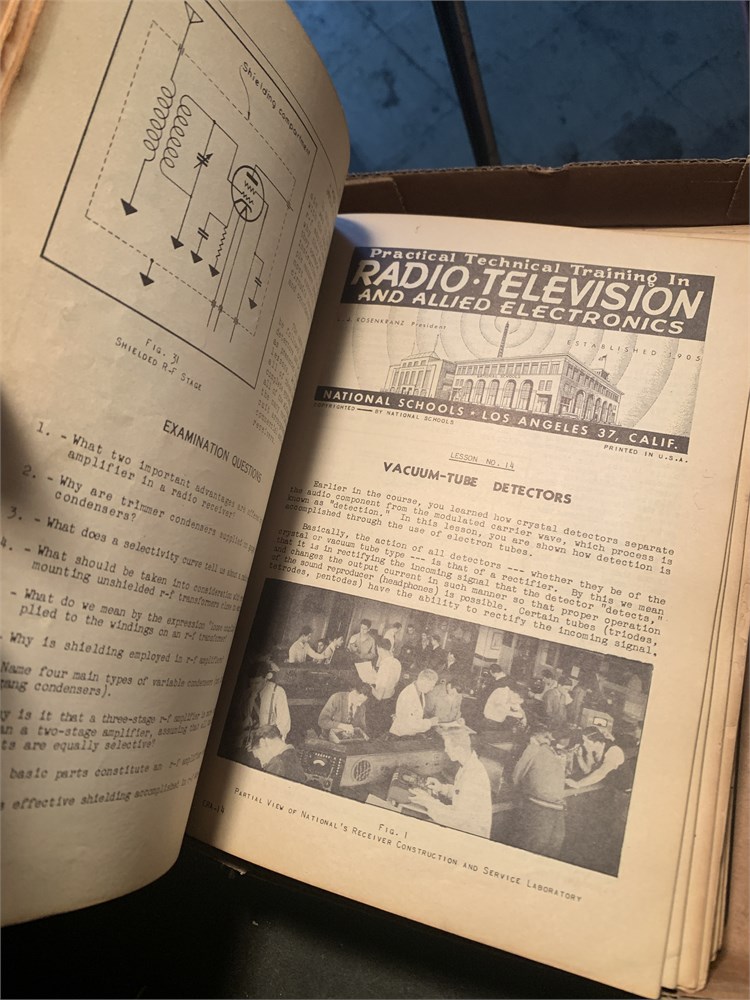 Shielding compartment
FIG. 31
SHIELDED R-F STAGE
EXAMINATION QUESTIONS
1. - What two important advantages are
amplifier in a radio receiver?
2. - Why are trimmer condensers supplied
condensers?
3. - What does a selectivity curve tell us about
4. - What should be taken into consideration
mounting unshielded r-f transformers
- What do we mean by the expression
plied to the windings on an r-f transformer
Why is shielding employed in r-f amplifiers
Name four main types of variable condensers
gang condensers).
y is it that a three-stage r-f amplifier
an a two-stage amplifier, assuming that
ts are equally selective?
basic parts constitute an r-f amplifier
effective shielding accomplished
Practical Technical Training In
RADIO·TELEVISION
AND ALLIED ELECTRONICS
J. A. ROSENKRANZ President
ESTABLISHED 1905
NATIONAL SCHOOLS · LOS ANGELES 37, CALIF.
COPYRIGHTED BY NATIONAL SCHOOLS
PRINTED IN U.S.A.
LESSON NO. 14
VACUUM-TUBE DETECTORS
Earlier in the course, you learned how crystal detectors separate
the audio component from the modulated carrier wave, which process is
known as "detection." In this lesson, you are shown how detection is
accomplished through the use of electron tubes.
Basically, the action of all detectors --- whether they be of the
crystal or vacuum tube type --- is that of a rectifier. By this we mean
that it is in rectifying the incoming signal that the detector "detects,"
and changes the output current in such manner so that proper operation
of the sound reproducer (headphones) is possible. Certain tubes (triodes,
tetrodes, pentodes) have the ability to rectify the incoming signal.
FIG. 1
PARTIAL VIEW OF NATIONAL'S RECEIVER CONSTRUCTION AND SERVICE LABORATORY